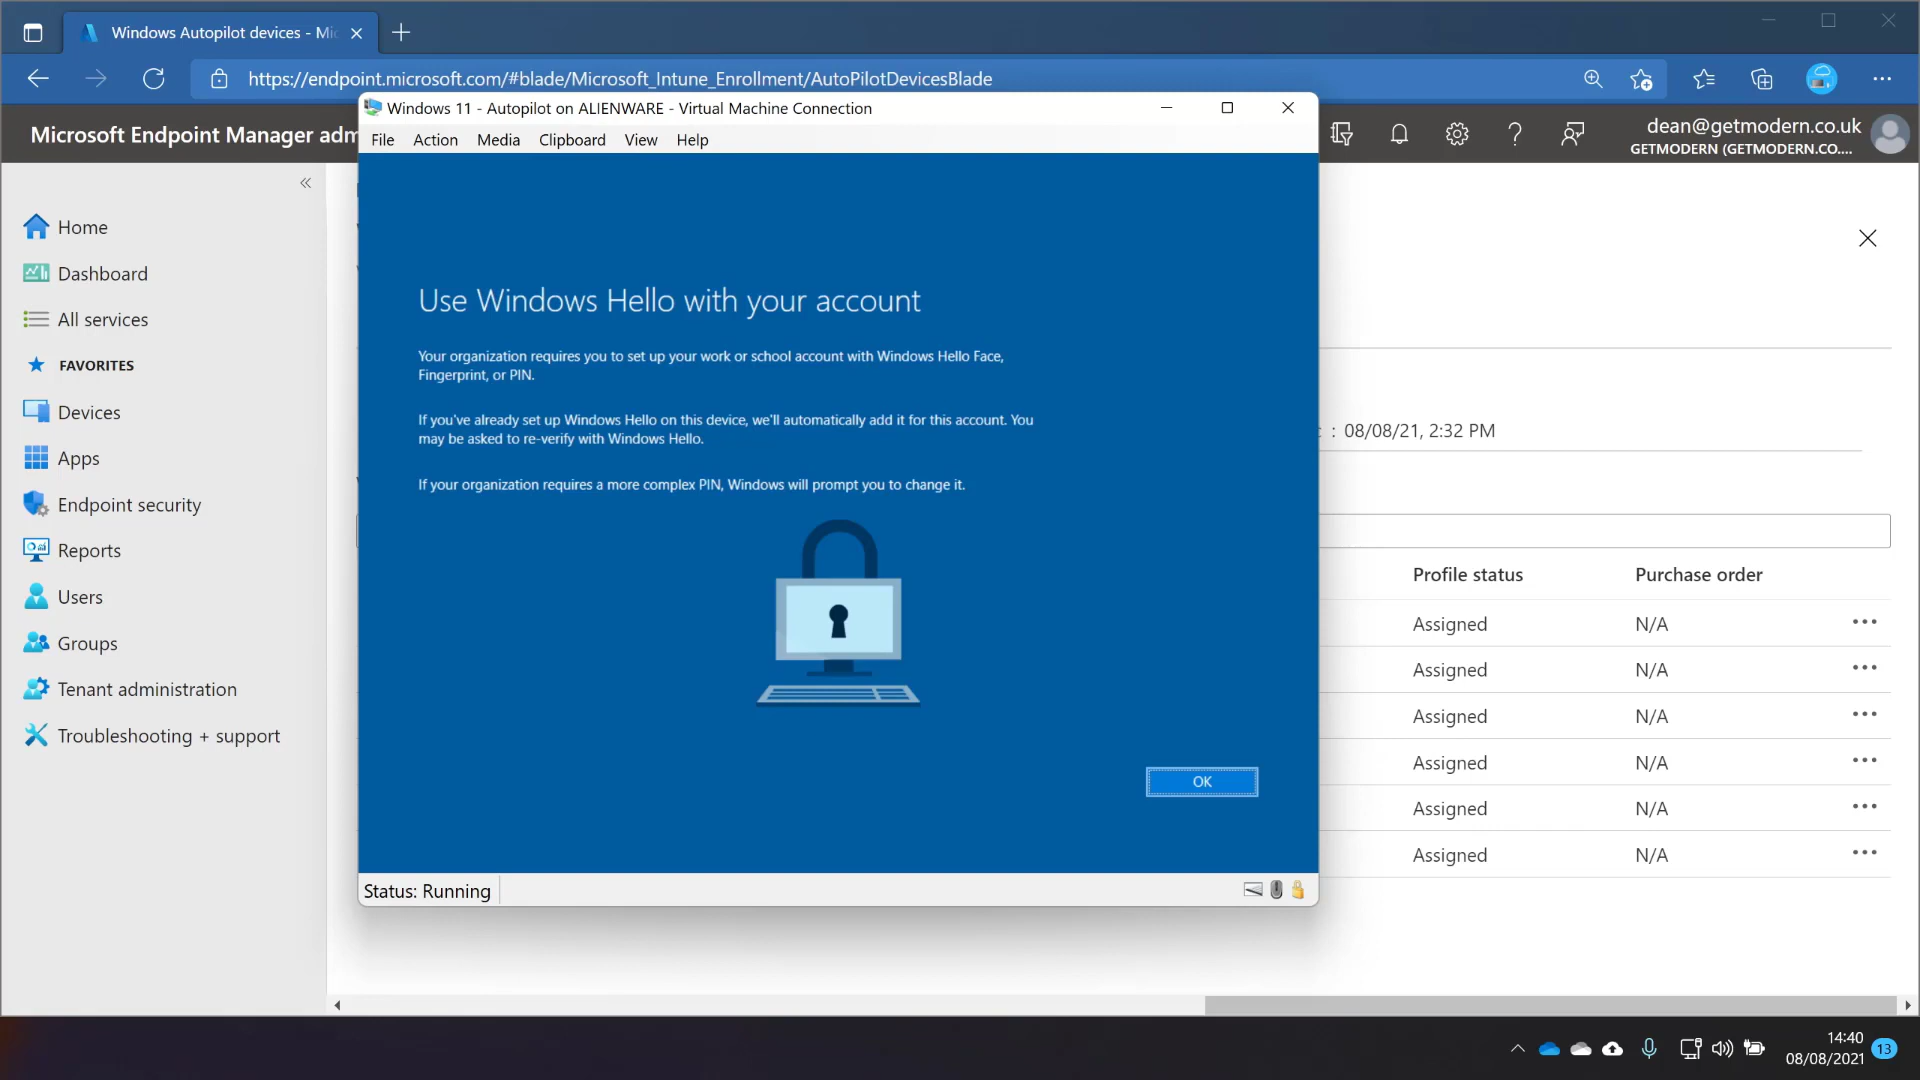 Windows Autopilot devices - Mic
https://endpoint.microsoft.com/#blade/Microsoft_Intune_Enrollment/AutoPilotDevicesBlade
Windows 11 - Autopilot on ALIENWARE - Virtual Machine Connection
Microsoft Endpoint Manager adm
dean@getmodern.co.uk
GETMODERN (GETMODERN.CO....
File Action Media Clipboard View Help
Home
Dashboard
All services
FAVORITES
Devices
Apps
Endpoint security
Reports
Users
Groups
Tenant administration
Troubleshooting + support
Use Windows Hello with your account
Your organization requires you to set up your work or school account with Windows Hello Face,
Fingerprint, or PIN.
If you've already set up Windows Hello on this device, we'll automatically add it for this account. You
may be asked to re-verify with Windows Hello.
If your organization requires a more complex PIN, Windows will prompt you to change it.
OK
Status: Running
: 08/08/21, 2:32 PM
Profile status Purchase order
Assigned N/A
Assigned N/A
Assigned N/A
Assigned N/A
Assigned N/A
Assigned N/A
14:40
08/08/2021
13